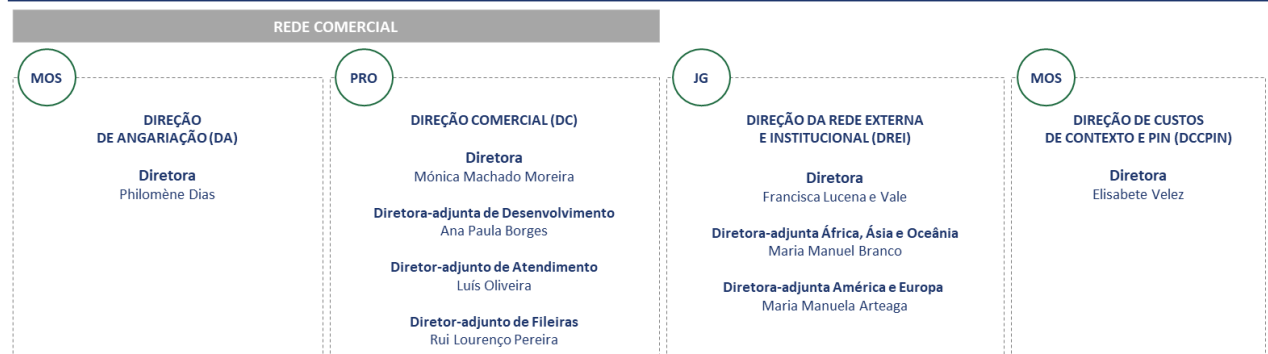 REDE COMERCIAL
MOS
DIREÇÃO
DE ANGARIAÇÃO (DA)
Diretora
Philomène Dias
PRO
DIREÇÃO COMERCIAL (DC)
Diretora
Mónica Machado Moreira
Diretora-adjunta de Desenvolvimento
Ana Paula Borges
Diretor-adjunto de Atendimento
Luís Oliveira
Diretor-adjunto de Fileiras
Rui Lourenço Pereira
JG
DIREÇÃO DA REDE EXTERNA
E INSTITUCIONAL (DREI)
Diretora
Francisca Lucena e Vale
Diretora-adjunta África, Ásia e Oceânia
Maria Manuel Branco
Diretora-adjunta América e Europa
Maria Manuela Arteaga
MOS
DIREÇÃO DE CUSTOS
DE CONTEXTO E PIN (DCCPIN)
Diretora
Elisabete Velez